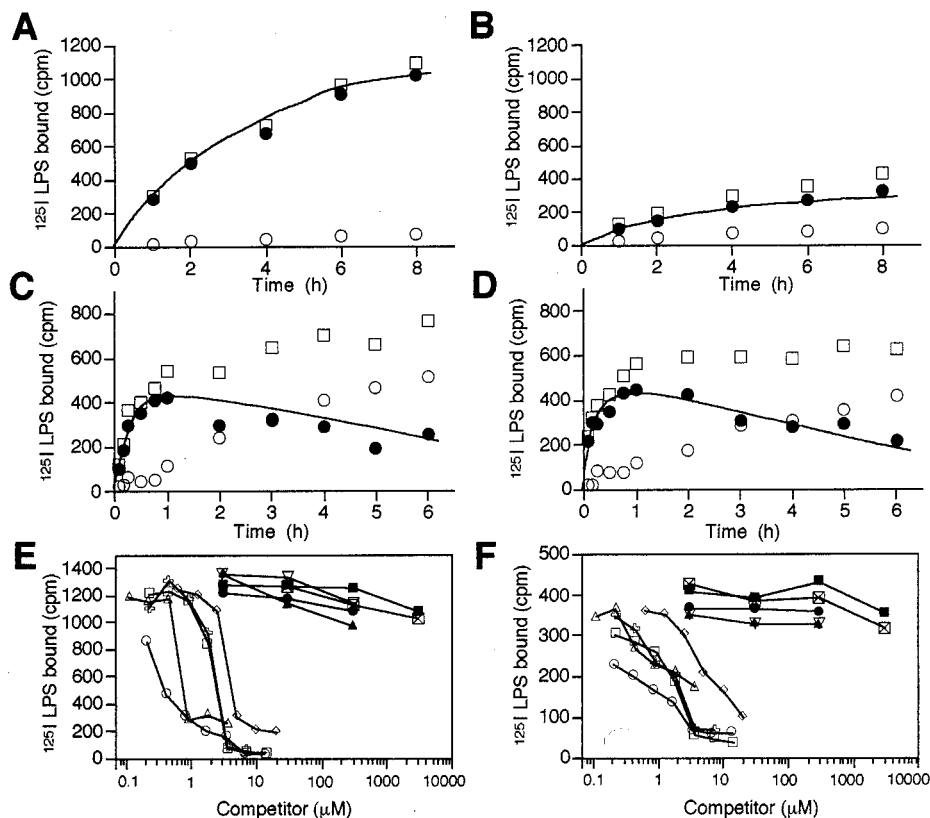 A
1200
1000
800
600
400
200
0
¹²⁵I LPS bound (cpm)
0 2 4 6 8
Time (h)
B
1200
1000
800
600
400
200
0
¹²⁵I LPS bound (cpm)
0 2 4 6 8
Time (h)
C
800
600
400
200
0
¹²⁵I LPS bound (cpm)
0 1 2 3 4 5 6
Time (h)
D
800
600
400
200
0
¹²⁵I LPS bound (cpm)
0 1 2 3 4 5 6
Time (h)
E
1400
1200
1000
800
600
400
200
0
¹²⁵I LPS bound (cpm)
0.1 1 10 100 1000 10000
Competitor (μM)
F
500
400
300
200
100
0
¹²⁵I LPS bound (cpm)
0.1 1 10 100 1000 10000
Competitor (μM)